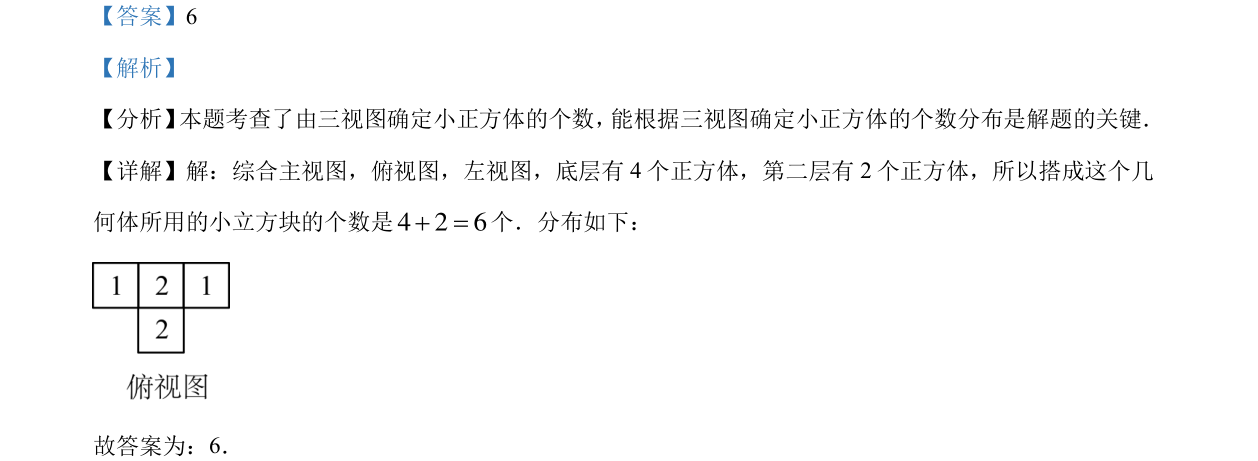 【答案】6
【解析】
【分析】本题考查了由三视图确定小正方体的个数，能根据三视图确定小正方体的个数分布是解题的关键．
【详解】解：综合主视图，俯视图，左视图，底层有 4 个正方体，第二层有 2 个正方体，所以搭成这个几
何体所用的小立方块的个数是 4+2=6 个．分布如下：
1 2 1
2
俯视图
故答案为：6．